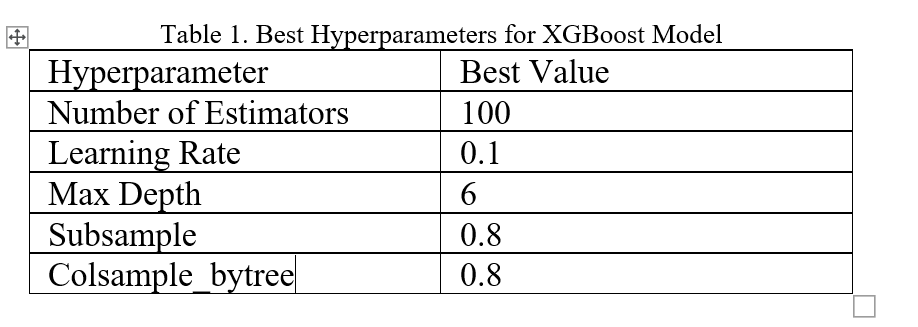 Table 1. Best Hyperparameters for XGBoost Model
Hyperparameter Best Value
Number of Estimators 100
Learning Rate 0.1
Max Depth 6
Subsample 0.8
Colsample_bytree 0.8